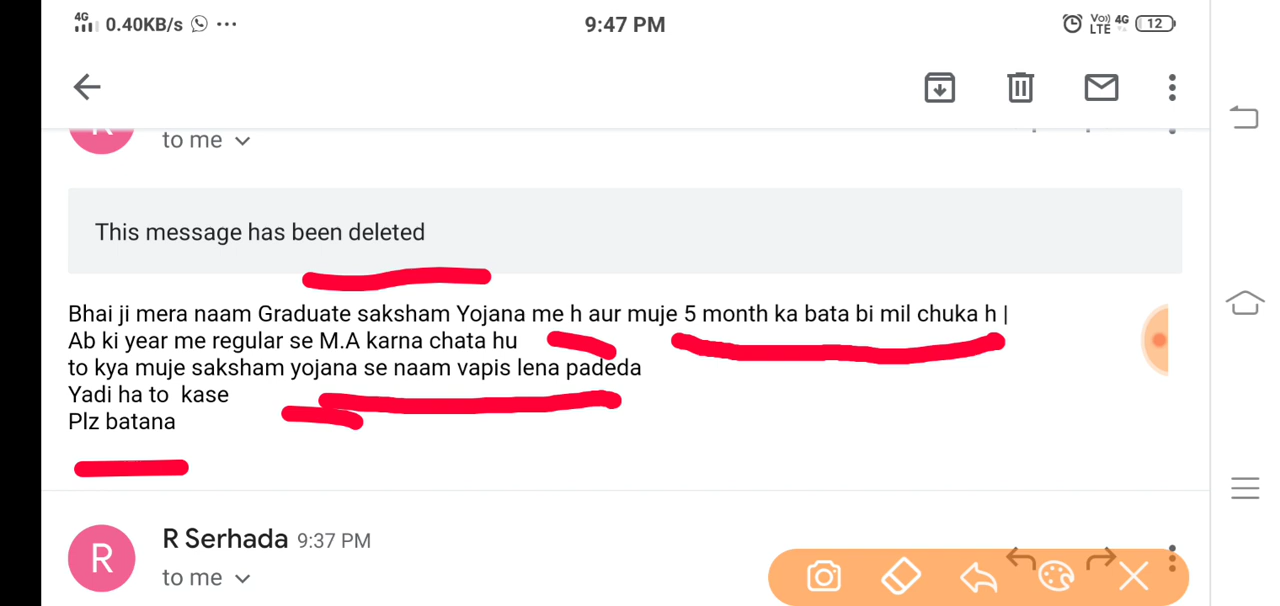 4G 0.40KB/s 9:47 PM Vo) LTE 4G 12
R to me
This message has been deleted
Bhai ji mera naam Graduate saksham Yojana me h aur muje 5 month ka bata bi mil chuka h |
Ab ki year me regular se M.A karna chata hu
to kya muje saksham yojana se naam vapis lena padeda
Yadi ha to kase
Plz batana
R R Serhada 9:37 PM
to me